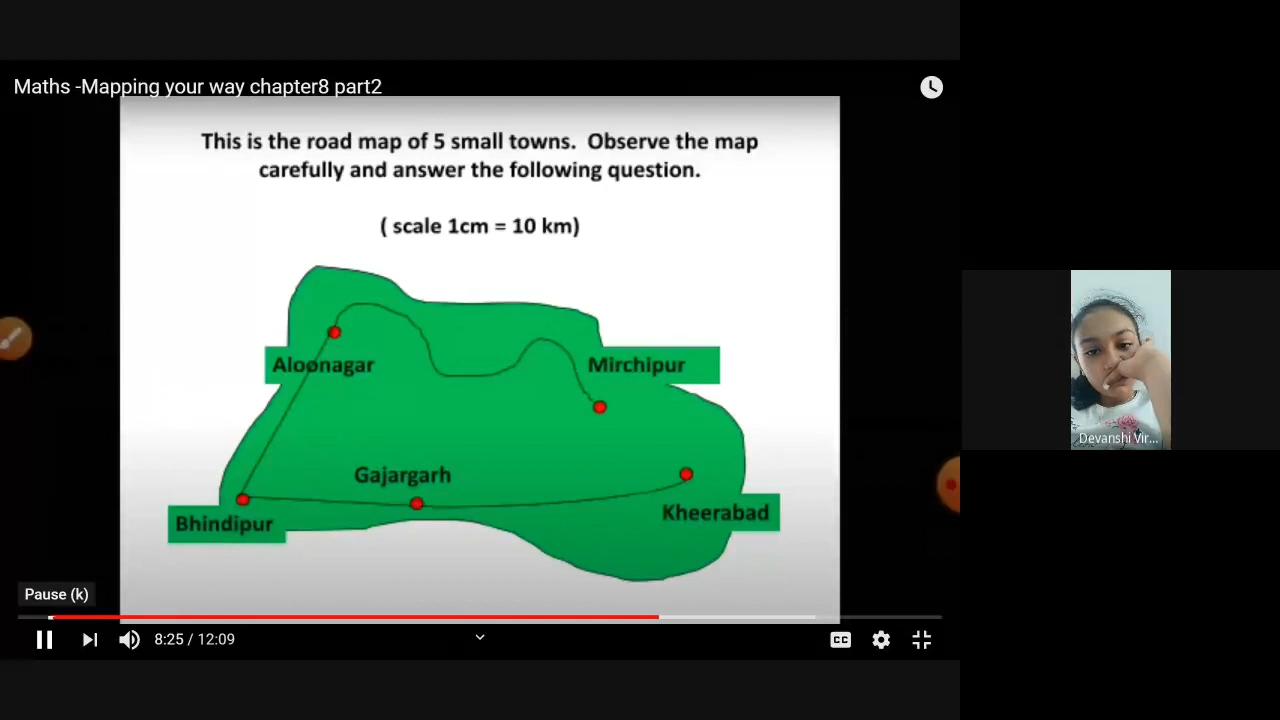 Maths -Mapping your way chapter8 part2
This is the road map of 5 small towns. Observe the map
carefully and answer the following question.
( scale 1cm = 10 km)
Aloonagar
Mirchipur
Gajargarh
Kheerabad
Bhindipur
Devanshi Vir...
Pause (k)
8:25 / 12:09
CC